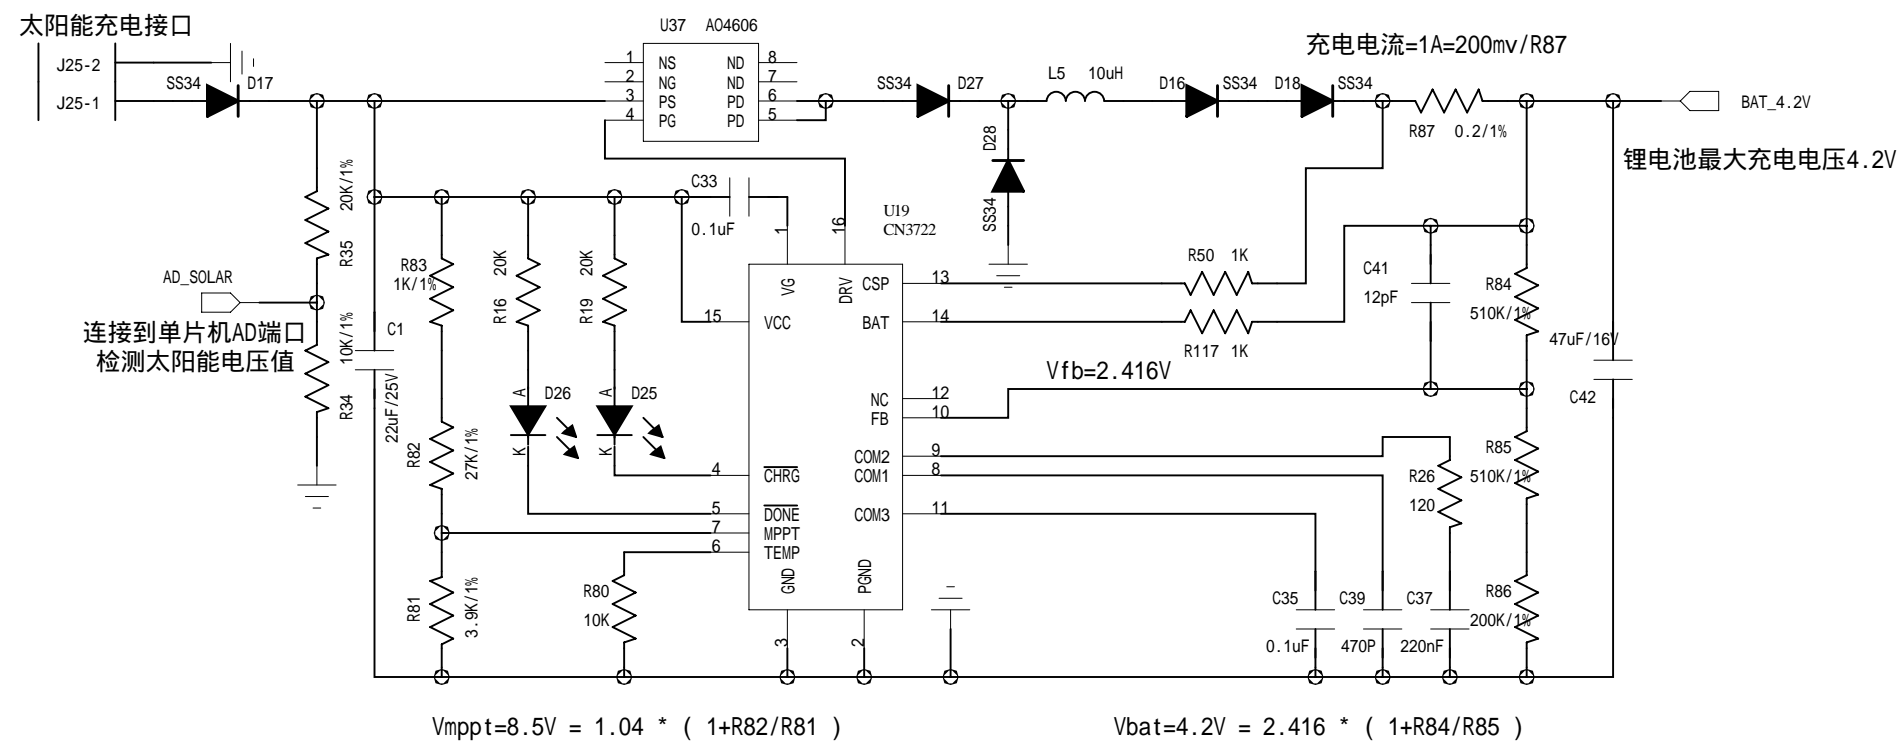 太阳能充电接口
U37 AO4606
充电电流=1A=200mv/R87
J25-2
J25-1
SS34 D17
1 NS ND 8
2 NG ND 7
3 PS PD 6
4 PG PD 5
SS34 D27
L5 10uH
D16 SS34
D18 SS34
R87 0.2/1%
BAT_4.2V
锂电池最大充电电压4.2V
D28
SS34
20K/1%
R35
C33
0.1uF
U19
CN3722
1
16
VG
DRV
AD_SOLAR
连接到单片机AD端口
检测太阳能电压值
10K/1%
R34
C1
22uF/25V
R83
1K/1%
20K
R16
20K
R19
15 VCC
CSP 13
BAT 14
R50 1K
R117 1K
C41
12pF
R84
510K/1%
47uF/16V
C42
Vfb=2.416V
A D26
K
A D25
K
NC 12
FB 10
R82
27K/1%
COM2 9
COM1 8
COM3 11
4 CHRG
5 DONE
7 MPPT
6 TEMP
R26
120
R85
510K/1%
R81
3.9K/1%
R80
10K
GND
PGND
3
2
C35
0.1uF
C39
470P
C37
220nF
R86
200K/1%
Vmppt=8.5V = 1.04 * ( 1+R82/R81 )
Vbat=4.2V = 2.416 * ( 1+R84/R85 )